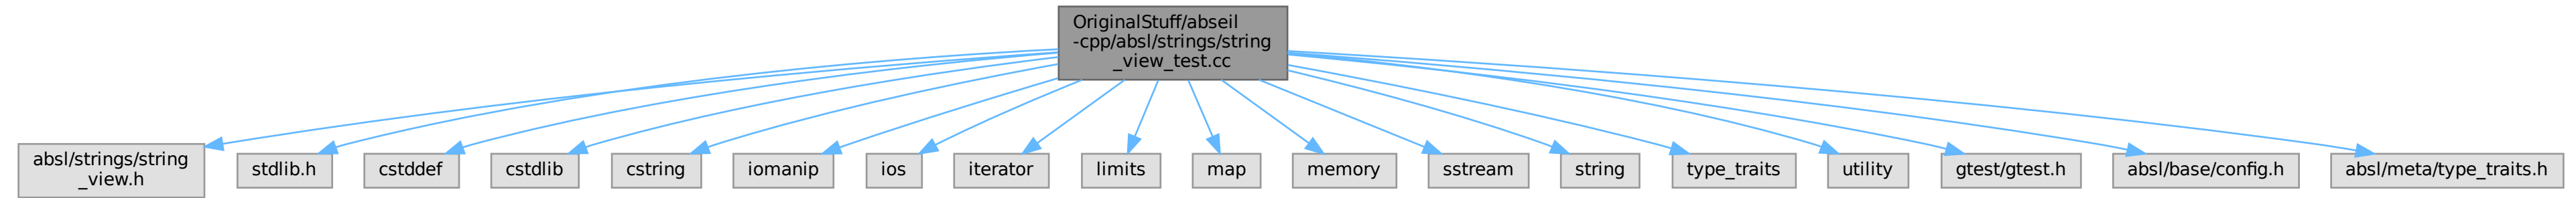 OriginalStuff/abseil
-cpp/absl/strings/string
_view_test.cc
absl/strings/string
_view.h
stdlib.h
cstddef
cstdlib
cstring
iomanip
ios
iterator
limits
map
memory
sstream
string
type_traits
utility
gtest/gtest.h
absl/base/config.h
absl/meta/type_traits.h